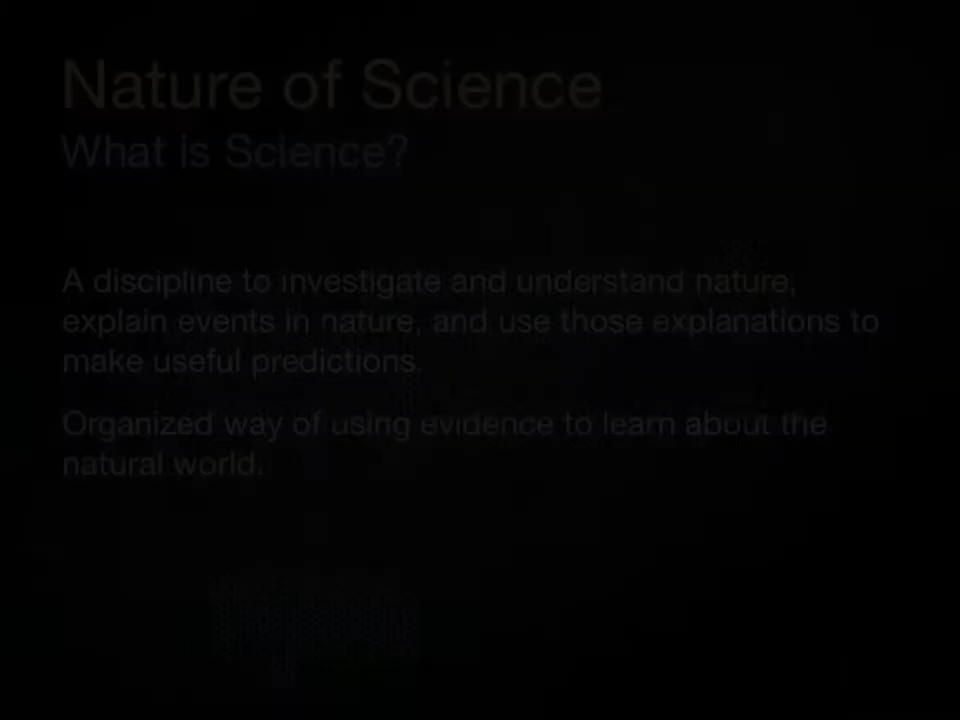 Nature of Science
What is Science?
A discipline to investigate and understand nature,
explain events in nature, and use those explanations to
make useful predictions.
Organized way of using evidence to learn about the
natural world.